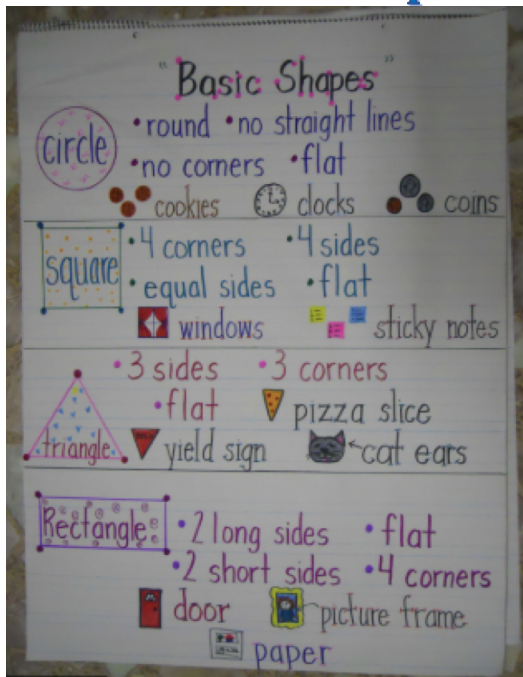 "Basic Shapes"
circle
• round • no straight lines
• no corners • flat
cookies clocks coins
square
• 4 corners • 4 sides
• equal sides • flat
windows sticky notes
triangle
• 3 sides • 3 corners
• flat pizza slice
yield sign cat ears
Rectangle
• 2 long sides • flat
• 2 short sides • 4 corners
door picture frame
paper